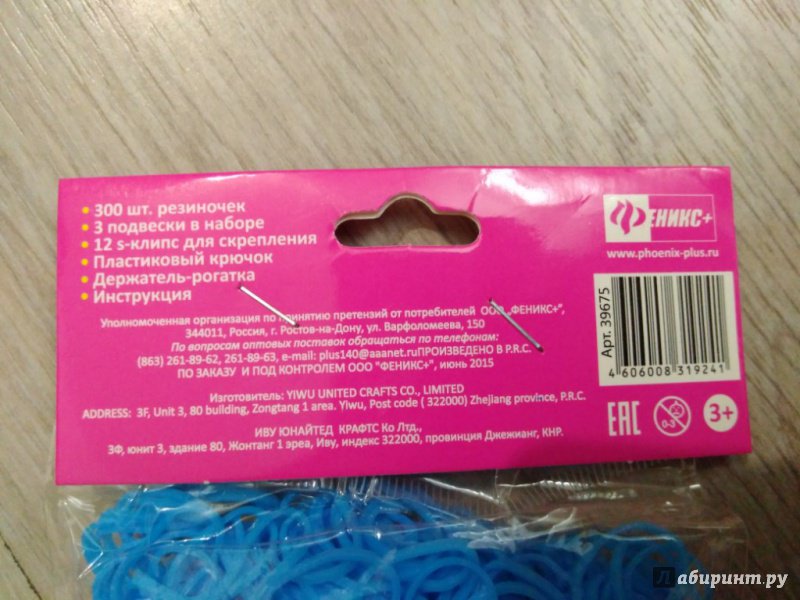 • 300 шт. резиночек
• 3 подвески в наборе
• 12 s-клипс для скрепления
• Пластиковый крючок
• Держатель-рогатка
• Инструкция
ФЕНИКС+
www.phoenix-plus.ru
Арт. 39675
4 606008 319241
Уполномоченная организация по принятию претензий от потребителей ООО „ФЕНИКС+",
344011, Россия, г. Ростов-на-Дону, ул. Варфоломеева, 150
По вопросам оптовых поставок обращаться по телефонам:
(863) 261-89-62, 261-89-63, e-mail: plus140@aaanet.ruПРОИЗВЕДЕНО В P.R.C.
ПО ЗАКАЗУ И ПОД КОНТРОЛЕМ ООО "ФЕНИКС+", июнь 2015
Изготовитель: YIWU UNITED CRAFTS CO., LIMITED
ADDRESS: 3F, Unit 3, 80 building, Zongtang 1 area. Yiwu, Post code ( 322000) Zhejiang province, P.R.C.
ИВУ ЮНАЙТЕД КРАФТС Ко Лтд.,
3Ф, юнит 3, здание 80, Жонтанг 1 эреа, Иву, индекс 322000, провинция Джежианг, КНР.
EAC
0-3
3+
Лабиринт.ру